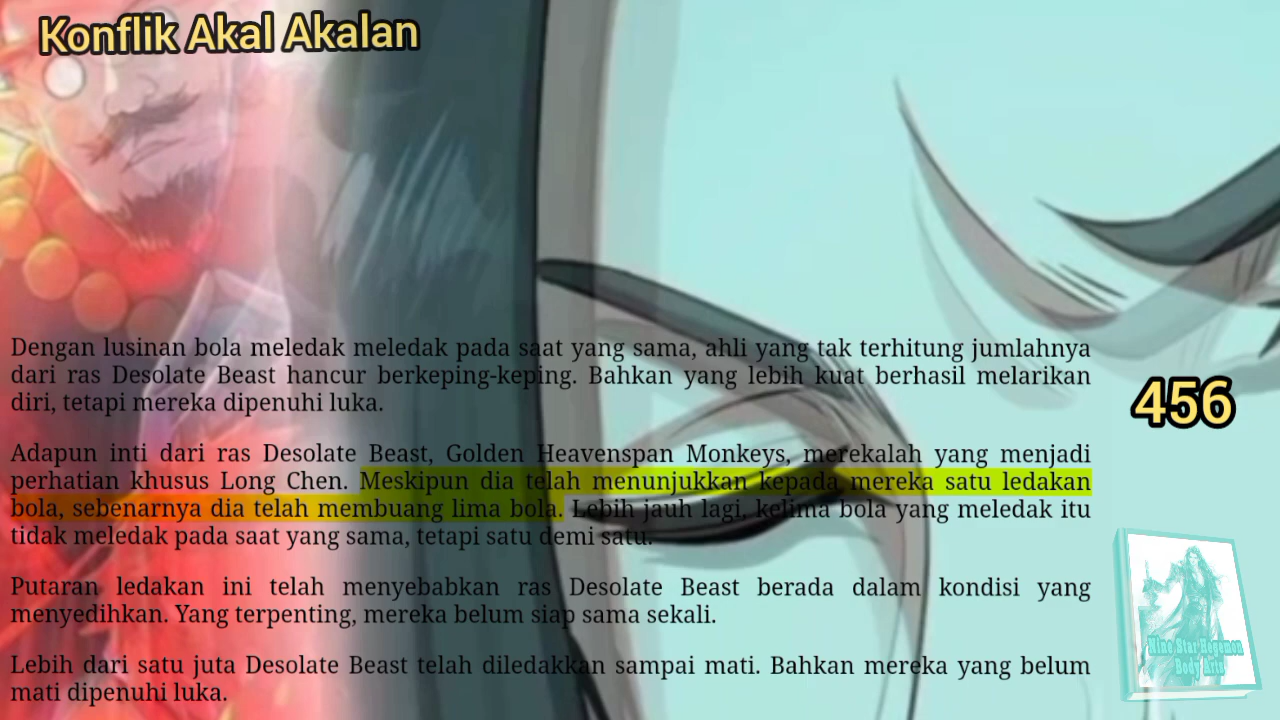 Konflik Akal Akalan
Dengan lusinan bola meledak meledak pada saat yang sama, ahli yang tak terhitung jumlahnya
dari ras Desolate Beast hancur berkeping-keping. Bahkan yang lebih kuat berhasil melarikan
diri, tetapi mereka dipenuhi luka.
Adapun inti dari ras Desolate Beast, Golden Heavenspan Monkeys, merekalah yang menjadi
perhatian khusus Long Chen. Meskipun dia telah menunjukkan kepada mereka satu ledakan
bola, sebenarnya dia telah membuang lima bola. Lebih jauh lagi, kelima bola yang meledak itu
tidak meledak pada saat yang sama, tetapi satu demi satu.
Putaran ledakan ini telah menyebabkan ras Desolate Beast berada dalam kondisi yang
menyedihkan. Yang terpenting, mereka belum siap sama sekali.
Lebih dari satu juta Desolate Beast telah diledakkan sampai mati. Bahkan mereka yang belum
mati dipenuhi luka.
456
Nine Star Hegemon
Body Arts